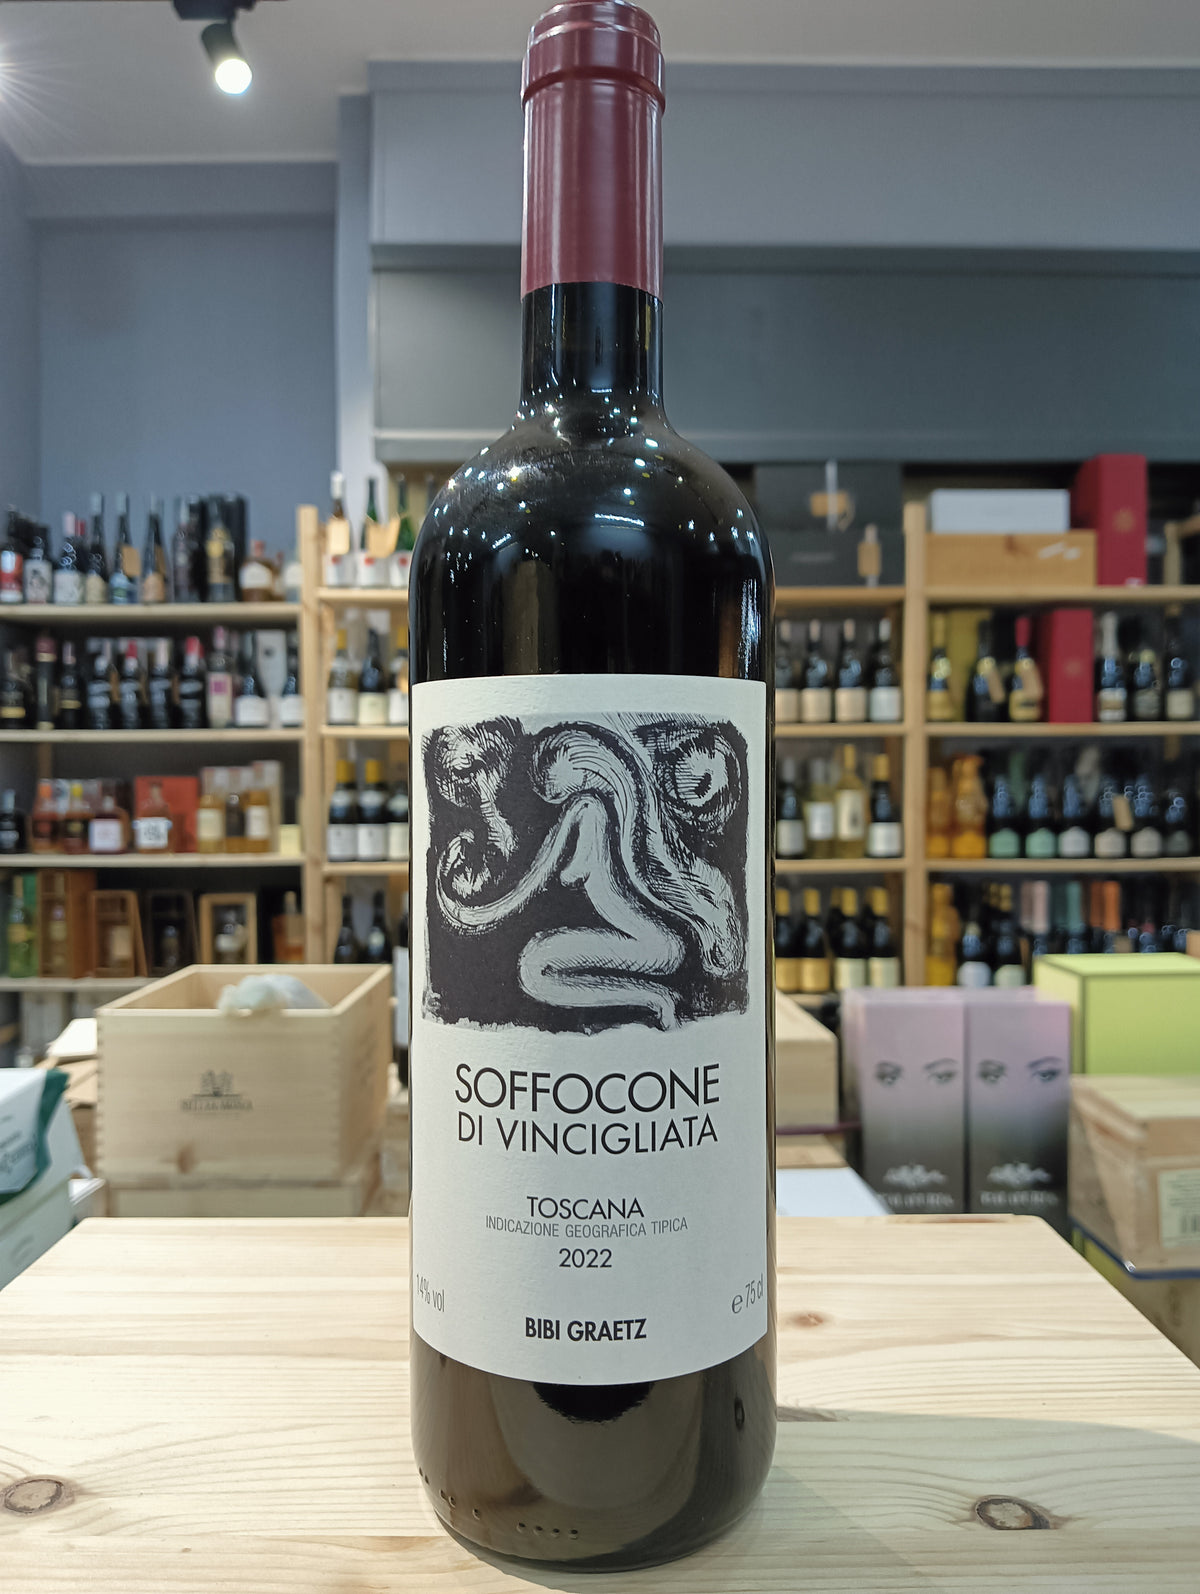 SOFFOCONE
DI VINCIGLIATA
TOSCANA
INDICAZIONE GEOGRAFICA TIPICA
2022
14% vol
e 75 cl
BIBI GRAETZ